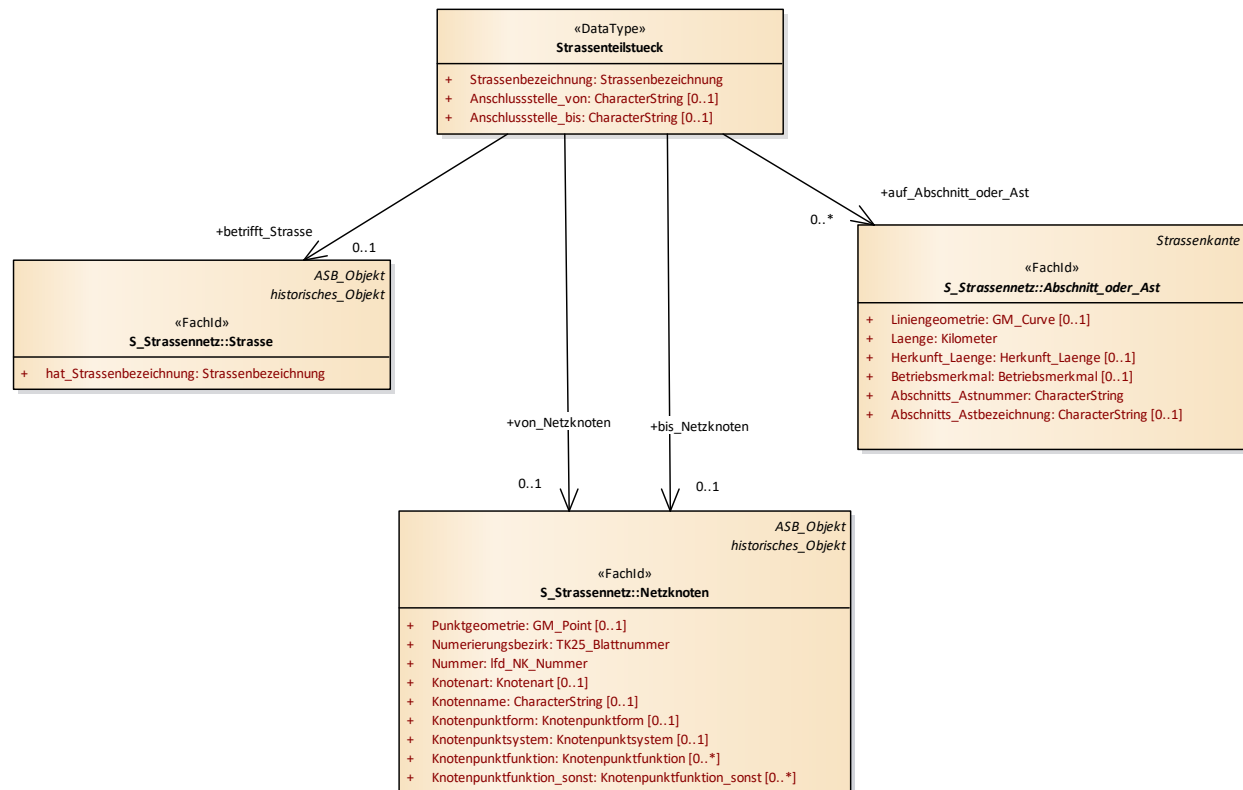 «DataType»
Strassenteilstueck
+ Strassenbezeichnung: Strassenbezeichnung
+ Anschlussstelle_von: CharacterString [0..1]
+ Anschlussstelle_bis: CharacterString [0..1]
+betrifft_Strasse
0..1
+auf_Abschnitt_oder_Ast
0..*
ASB_Objekt
historisches_Objekt
«FachId»
S_Strassennetz::Strasse
+ hat_Strassenbezeichnung: Strassenbezeichnung
Strassenkante
«FachId»
S_Strassennetz::Abschnitt_oder_Ast
+ Liniengeometrie: GM_Curve [0..1]
+ Laenge: Kilometer
+ Herkunft_Laenge: Herkunft_Laenge [0..1]
+ Betriebsmerkmal: Betriebsmerkmal [0..1]
+ Abschnitts_Astnummer: CharacterString
+ Abschnitts_Astbezeichnung: CharacterString [0..1]
+von_Netzknoten
+bis_Netzknoten
0..1
0..1
ASB_Objekt
historisches_Objekt
«FachId»
S_Strassennetz::Netzknoten
+ Punktgeometrie: GM_Point [0..1]
+ Numerierungsbezirk: TK25_Blattnummer
+ Nummer: lfd_NK_Nummer
+ Knotenart: Knotenart [0..1]
+ Knotenname: CharacterString [0..1]
+ Knotenpunktform: Knotenpunktform [0..1]
+ Knotenpunktsystem: Knotenpunktsystem [0..1]
+ Knotenpunktfunktion: Knotenpunktfunktion [0..*]
+ Knotenpunktfunktion_sonst: Knotenpunktfunktion_sonst [0..*]